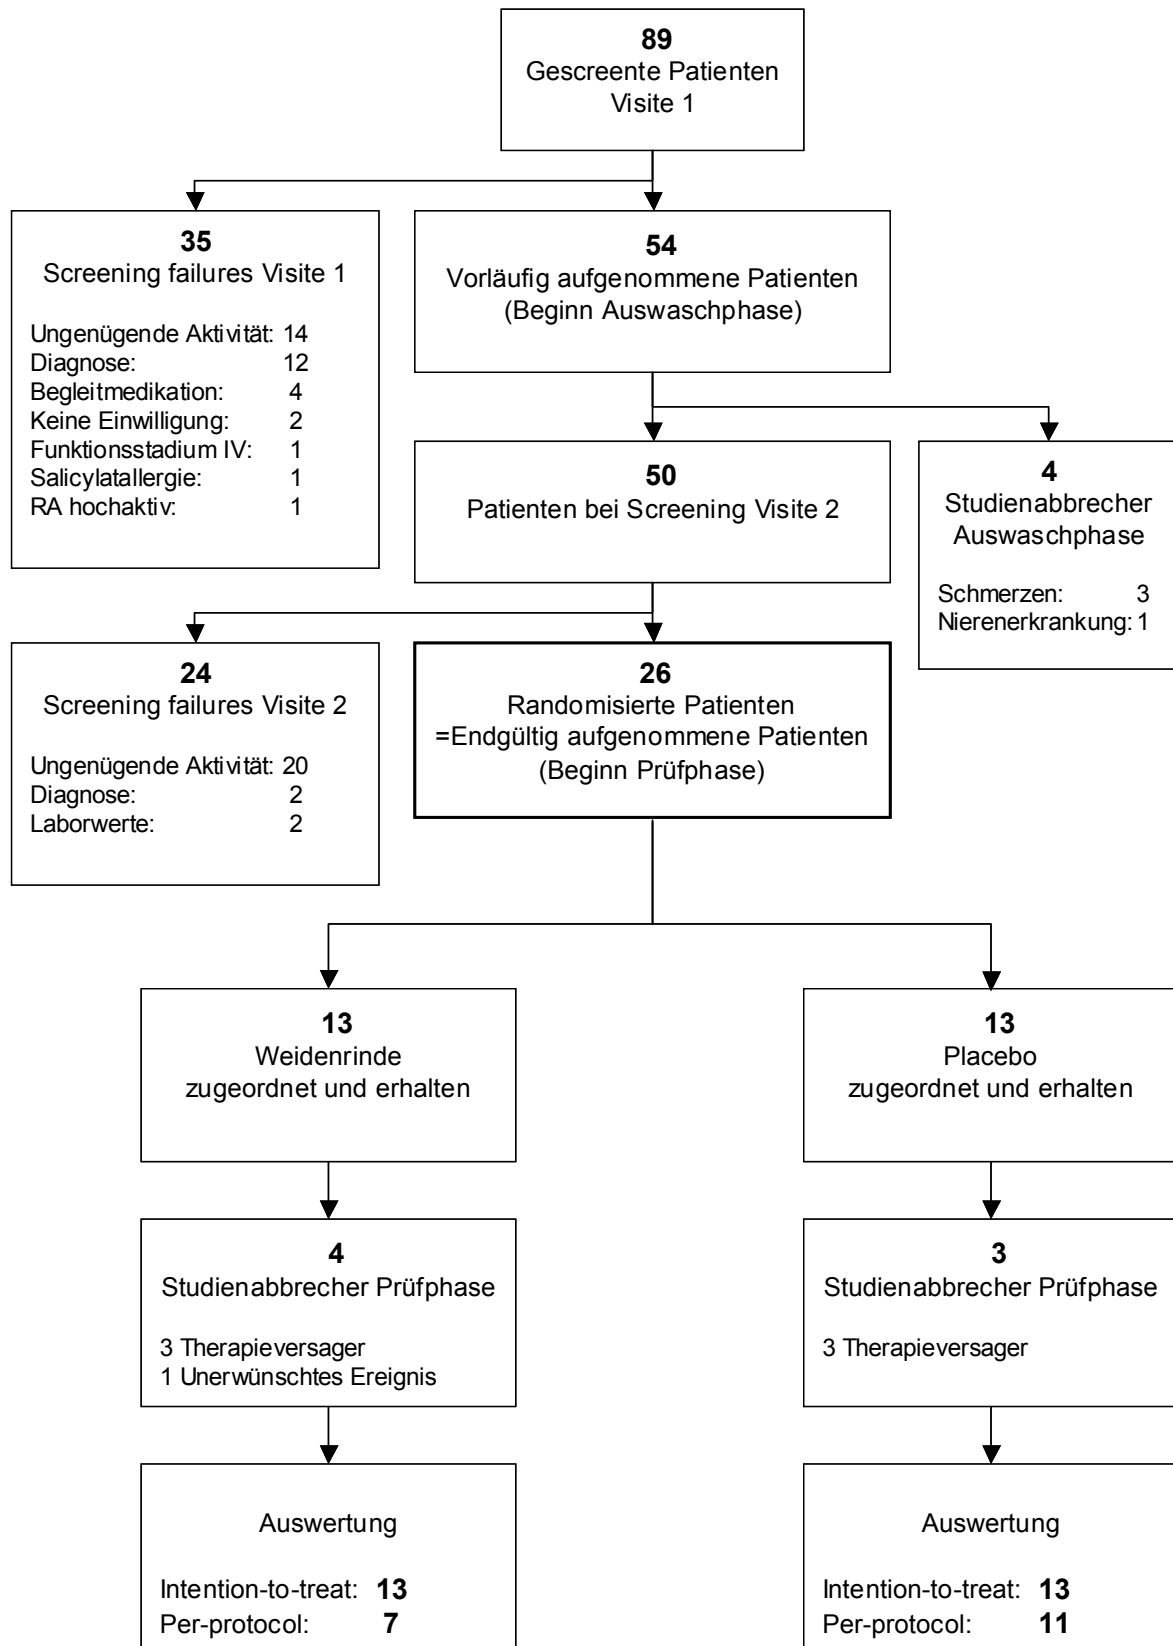 89
Gescreente Patienten
Visite 1
35
Screening failures Visite 1
Ungenügende Aktivität: 14
Diagnose: 12
Begleitmedikation: 4
Keine Einwilligung: 2
Funktionsstadium IV: 1
Salicylatallergie: 1
RA hochaktiv: 1
54
Vorläufig aufgenommene Patienten
(Beginn Auswaschphase)
50
Patienten bei Screening Visite 2
4
Studienabbrecher
Auswaschphase
Schmerzen: 3
Nierenerkrankung: 1
24
Screening failures Visite 2
Ungenügende Aktivität: 20
Diagnose: 2
Laborwerte: 2
26
Randomisierte Patienten
=Endgültig aufgenommene Patienten
(Beginn Prüfphase)
13
Weidenrinde
zugeordnet und erhalten
13
Placebo
zugeordnet und erhalten
4
Studienabbrecher Prüfphase
3 Therapieversager
1 Unerwünschtes Ereignis
3
Studienabbrecher Prüfphase
3 Therapieversager
Auswertung
Intention-to-treat: 13
Per-protocol: 7
Auswertung
Intention-to-treat: 13
Per-protocol: 11